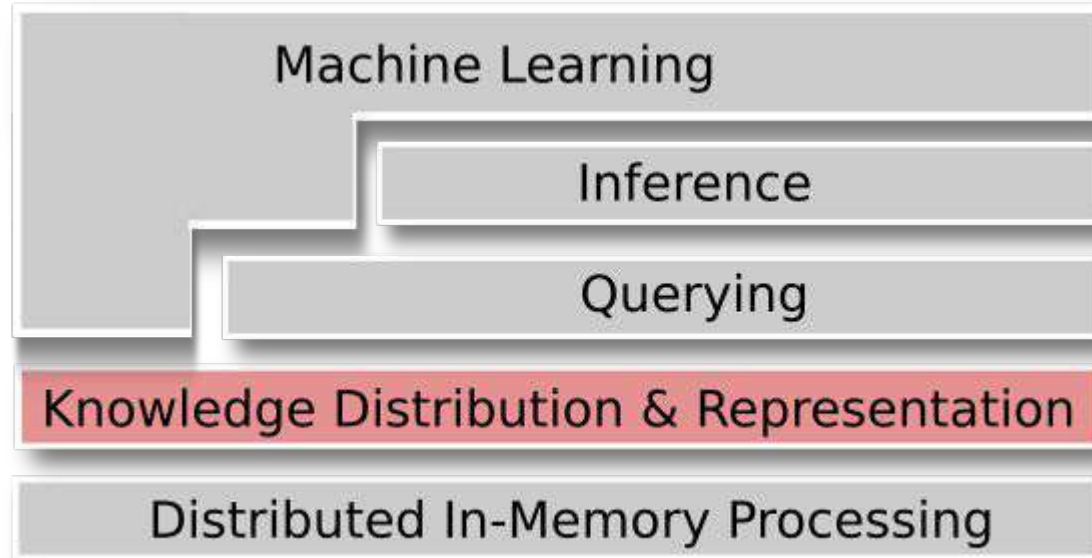 Machine Learning
Inference
Querying
Knowledge Distribution & Representation
Distributed In-Memory Processing